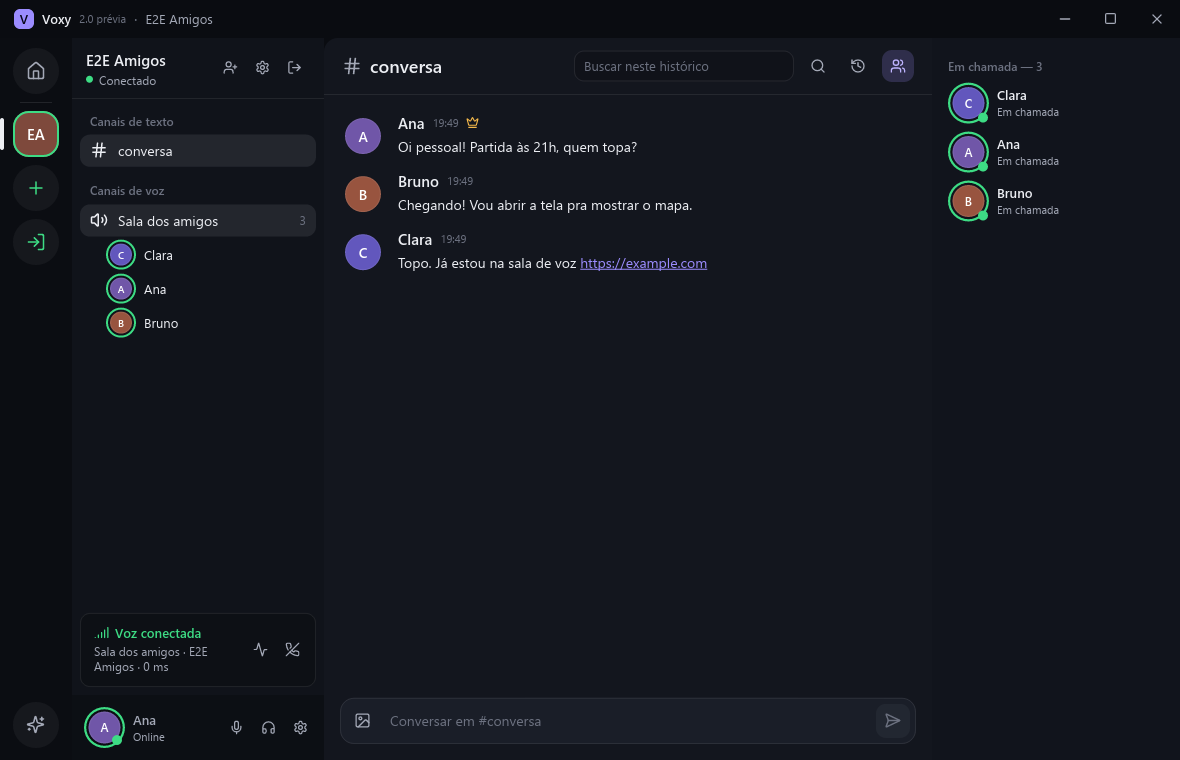 V Voxy 2.0 prévia · E2E Amigos
E2E Amigos
Conectado
EA
Canais de texto
# conversa
Canais de voz
Sala dos amigos 3
C Clara
A Ana
B Bruno
Voz conectada
Sala dos amigos · E2E
Amigos · 0 ms
A Ana
Online
# conversa
Buscar neste histórico
A
Ana 19:49
Oi pessoal! Partida às 21h, quem topa?
B
Bruno 19:49
Chegando! Vou abrir a tela pra mostrar o mapa.
C
Clara 19:49
Topo. Já estou na sala de voz https://example.com
Conversar em #conversa
Em chamada — 3
C Clara
Em chamada
A Ana
Em chamada
B Bruno
Em chamada